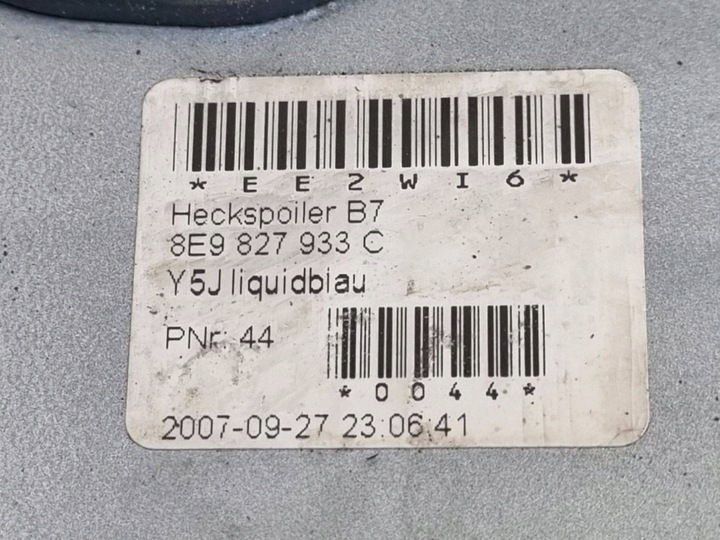 *EE2WI6*
Heckspoiler B7
8E9 827 933 C
Y5J liquidblau
PNr: 44
*0044*
2007-09-27 23:06:41